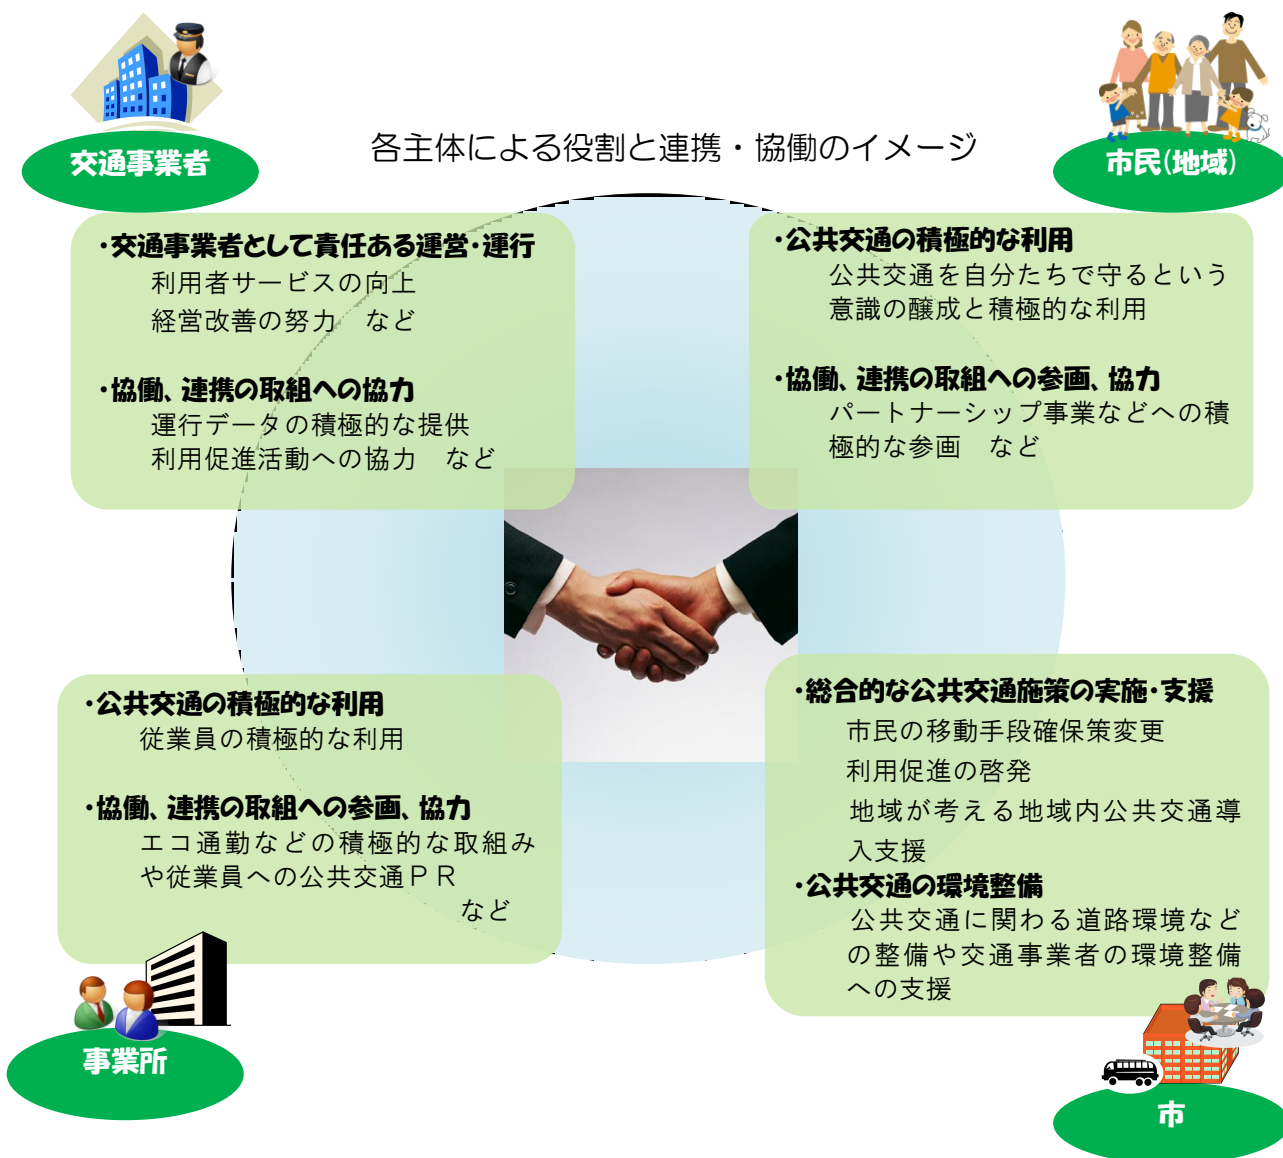 各主体による役割と連携・協働のイメージ
交通事業者
・交通事業者として責任ある運営・運行
利用者サービスの向上
経営改善の努力　など
・協働、連携の取組への協力
運行データの積極的な提供
利用促進活動への協力　など
市民(地域)
・公共交通の積極的な利用
公共交通を自分たちで守るという
意識の醸成と積極的な利用
・協働、連携の取組への参画、協力
パートナーシップ事業などへの積
極的な参画　など
・公共交通の積極的な利用
従業員の積極的な利用
・協働、連携の取組への参画、協力
エコ通勤などの積極的な取組み
や従業員への公共交通ＰＲ
など
事業所
・総合的な公共交通施策の実施・支援
市民の移動手段確保策変更
利用促進の啓発
地域が考える地域内公共交通導
入支援
・公共交通の環境整備
公共交通に関わる道路環境など
の整備や交通事業者の環境整備
への支援
市